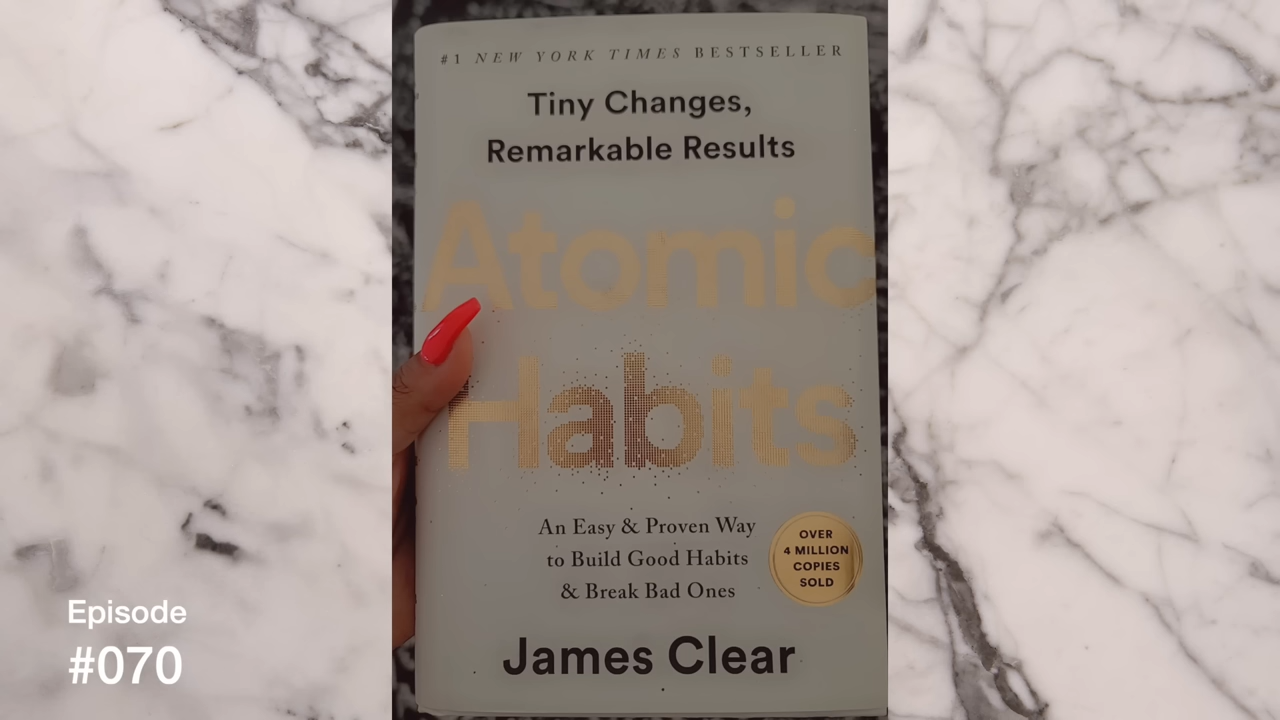 #1 NEW YORK TIMES BESTSELLER
Tiny Changes,
Remarkable Results
Atomic
Habits
An Easy & Proven Way
to Build Good Habits
& Break Bad Ones
OVER
4 MILLION
COPIES
SOLD
James Clear
Episode
#070